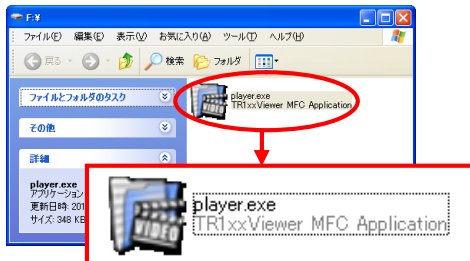 F:¥
ファイル(F) 編集(E) 表示(V) お気に入り(A) ツール(T) ヘルプ(H)
戻る 検索 フォルダ
ファイルとフォルダのタスク
その他
詳細
player.exe
アプリケーション
更新日時: 201
サイズ: 348 KB
player.exe
TR1xxViewer MFC Application
VIDEO
player.exe
TR1xxViewer MFC Application